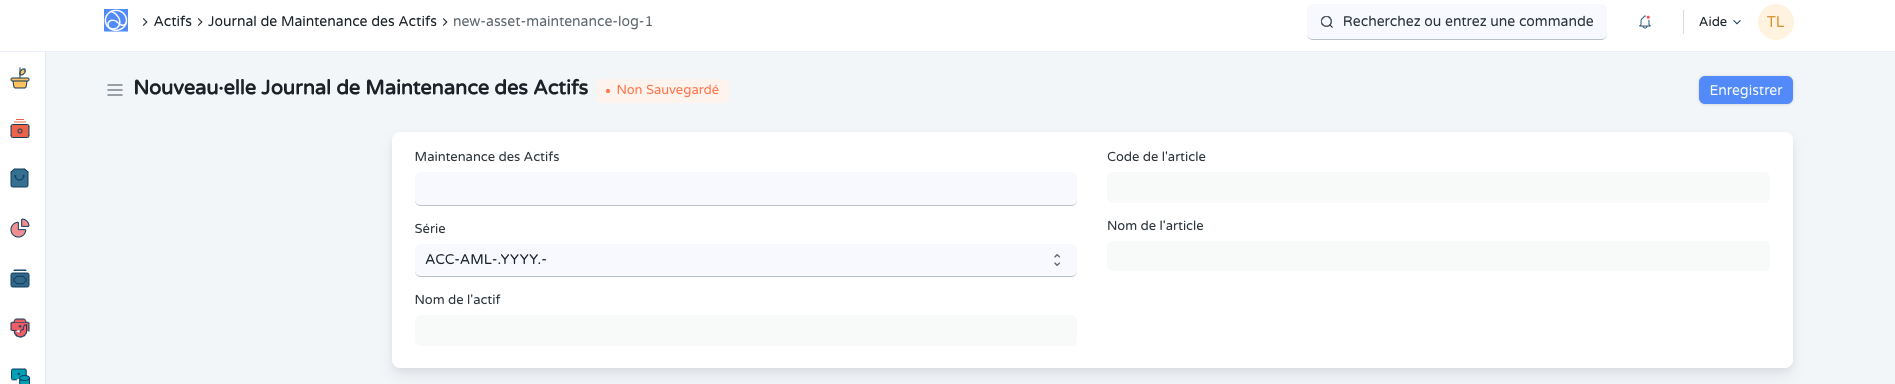 Actifs > Journal de Maintenance des Actifs > new-asset-maintenance-log-1
Recherchez ou entrez une commande
Aide
TL
Nouveau·elle Journal de Maintenance des Actifs
• Non Sauvegardé
Enregistrer
Maintenance des Actifs
Série
ACC-AML-.YYYY.-
Nom de l'actif
Code de l'article
Nom de l'article